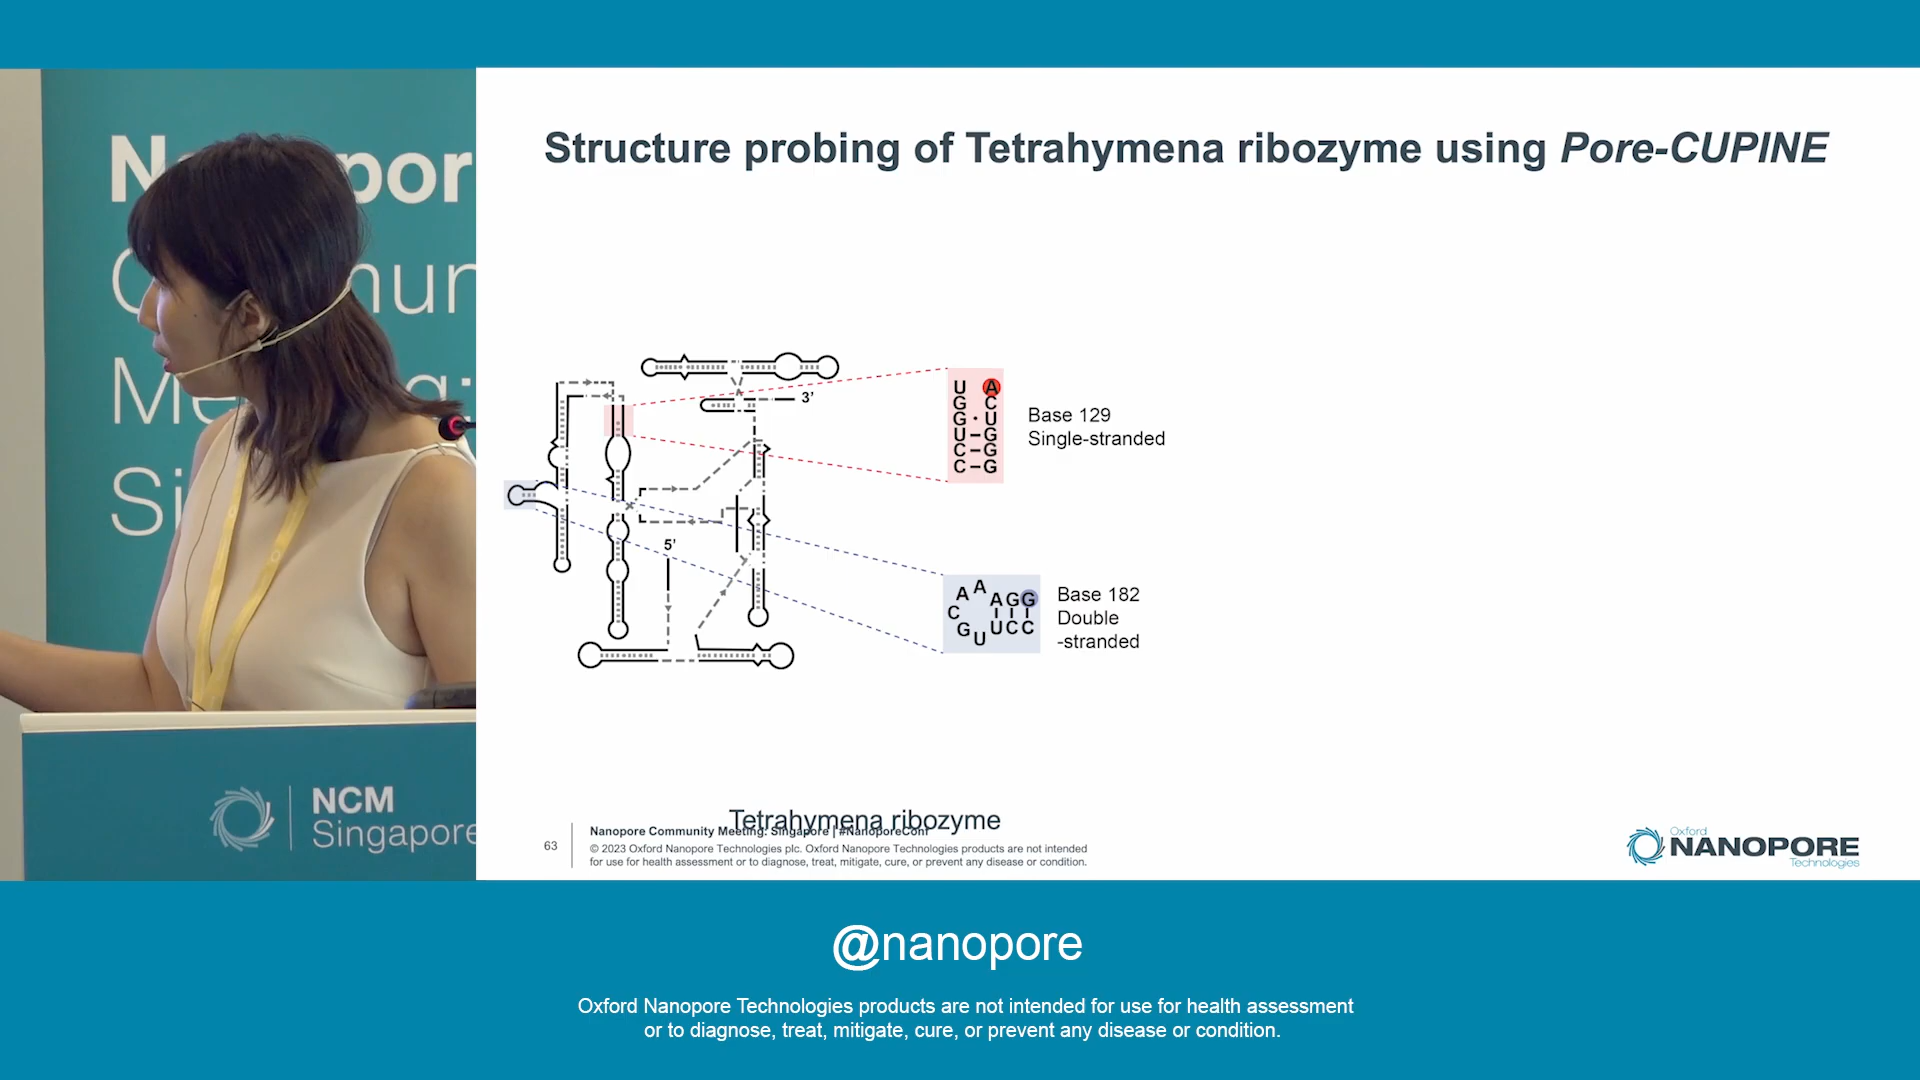 Structure probing of Tetrahymena ribozyme using Pore-CUPINE
3'
5'
U A
G C
G · U
U – G
C – G
C – G
Base 129
Single-stranded
A
A
A G G
C
G
U
U C C
Base 182
Double
-stranded
Tetrahymena ribozyme
63
Nanopore Community Meeting: Singapore | #NanoporeConf
© 2023 Oxford Nanopore Technologies plc. Oxford Nanopore Technologies products are not intended
for use for health assessment or to diagnose, treat, mitigate, cure, or prevent any disease or condition.
Oxford
NANOPORE
Technologies
NCM
Singapore
@nanopore
Oxford Nanopore Technologies products are not intended for use for health assessment
or to diagnose, treat, mitigate, cure, or prevent any disease or condition.